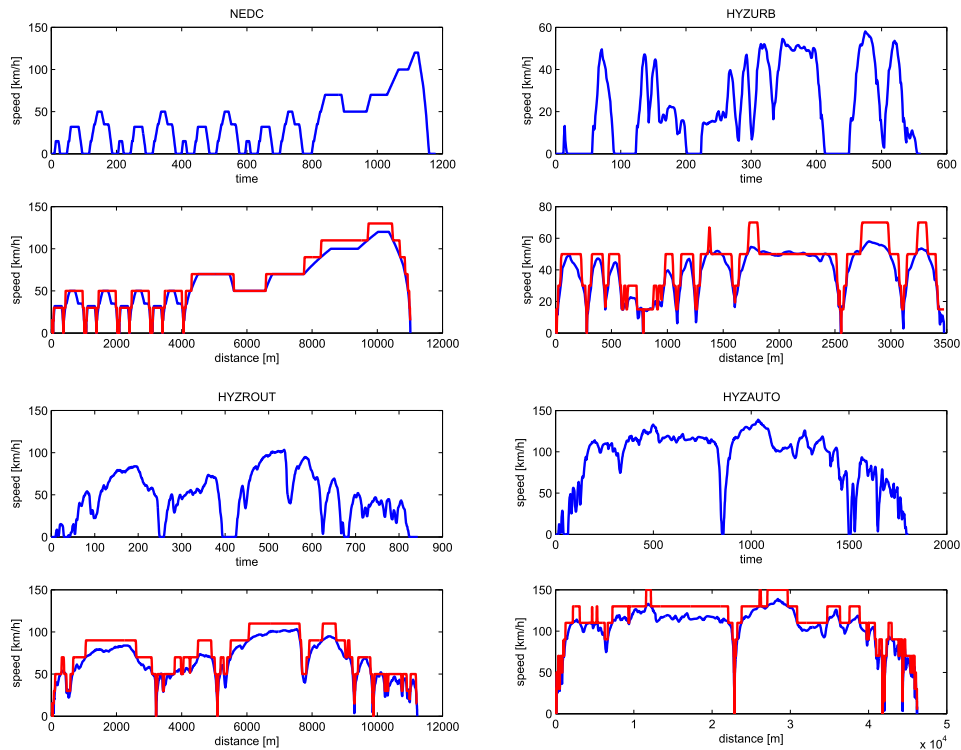 NEDC
speed [km/h]
150
100
50
0
0 200 400 600 800 1000 1200
time
HYZURB
speed [km/h]
60
40
20
0
0 100 200 300 400 500 600
time
speed [km/h]
150
100
50
0
0 2000 4000 6000 8000 10000 12000
distance [m]
speed [km/h]
80
60
40
20
0
0 500 1000 1500 2000 2500 3000 3500
distance [m]
HYZROUT
speed [km/h]
150
100
50
0
0 100 200 300 400 500 600 700 800 900
time
HYZAUTO
speed [km/h]
150
100
50
0
0 500 1000 1500 2000
time
speed [km/h]
150
100
50
0
0 2000 4000 6000 8000 10000 12000
distance [m]
speed [km/h]
150
100
50
0
0 1 2 3 4 5
distance [m]
x 10^4